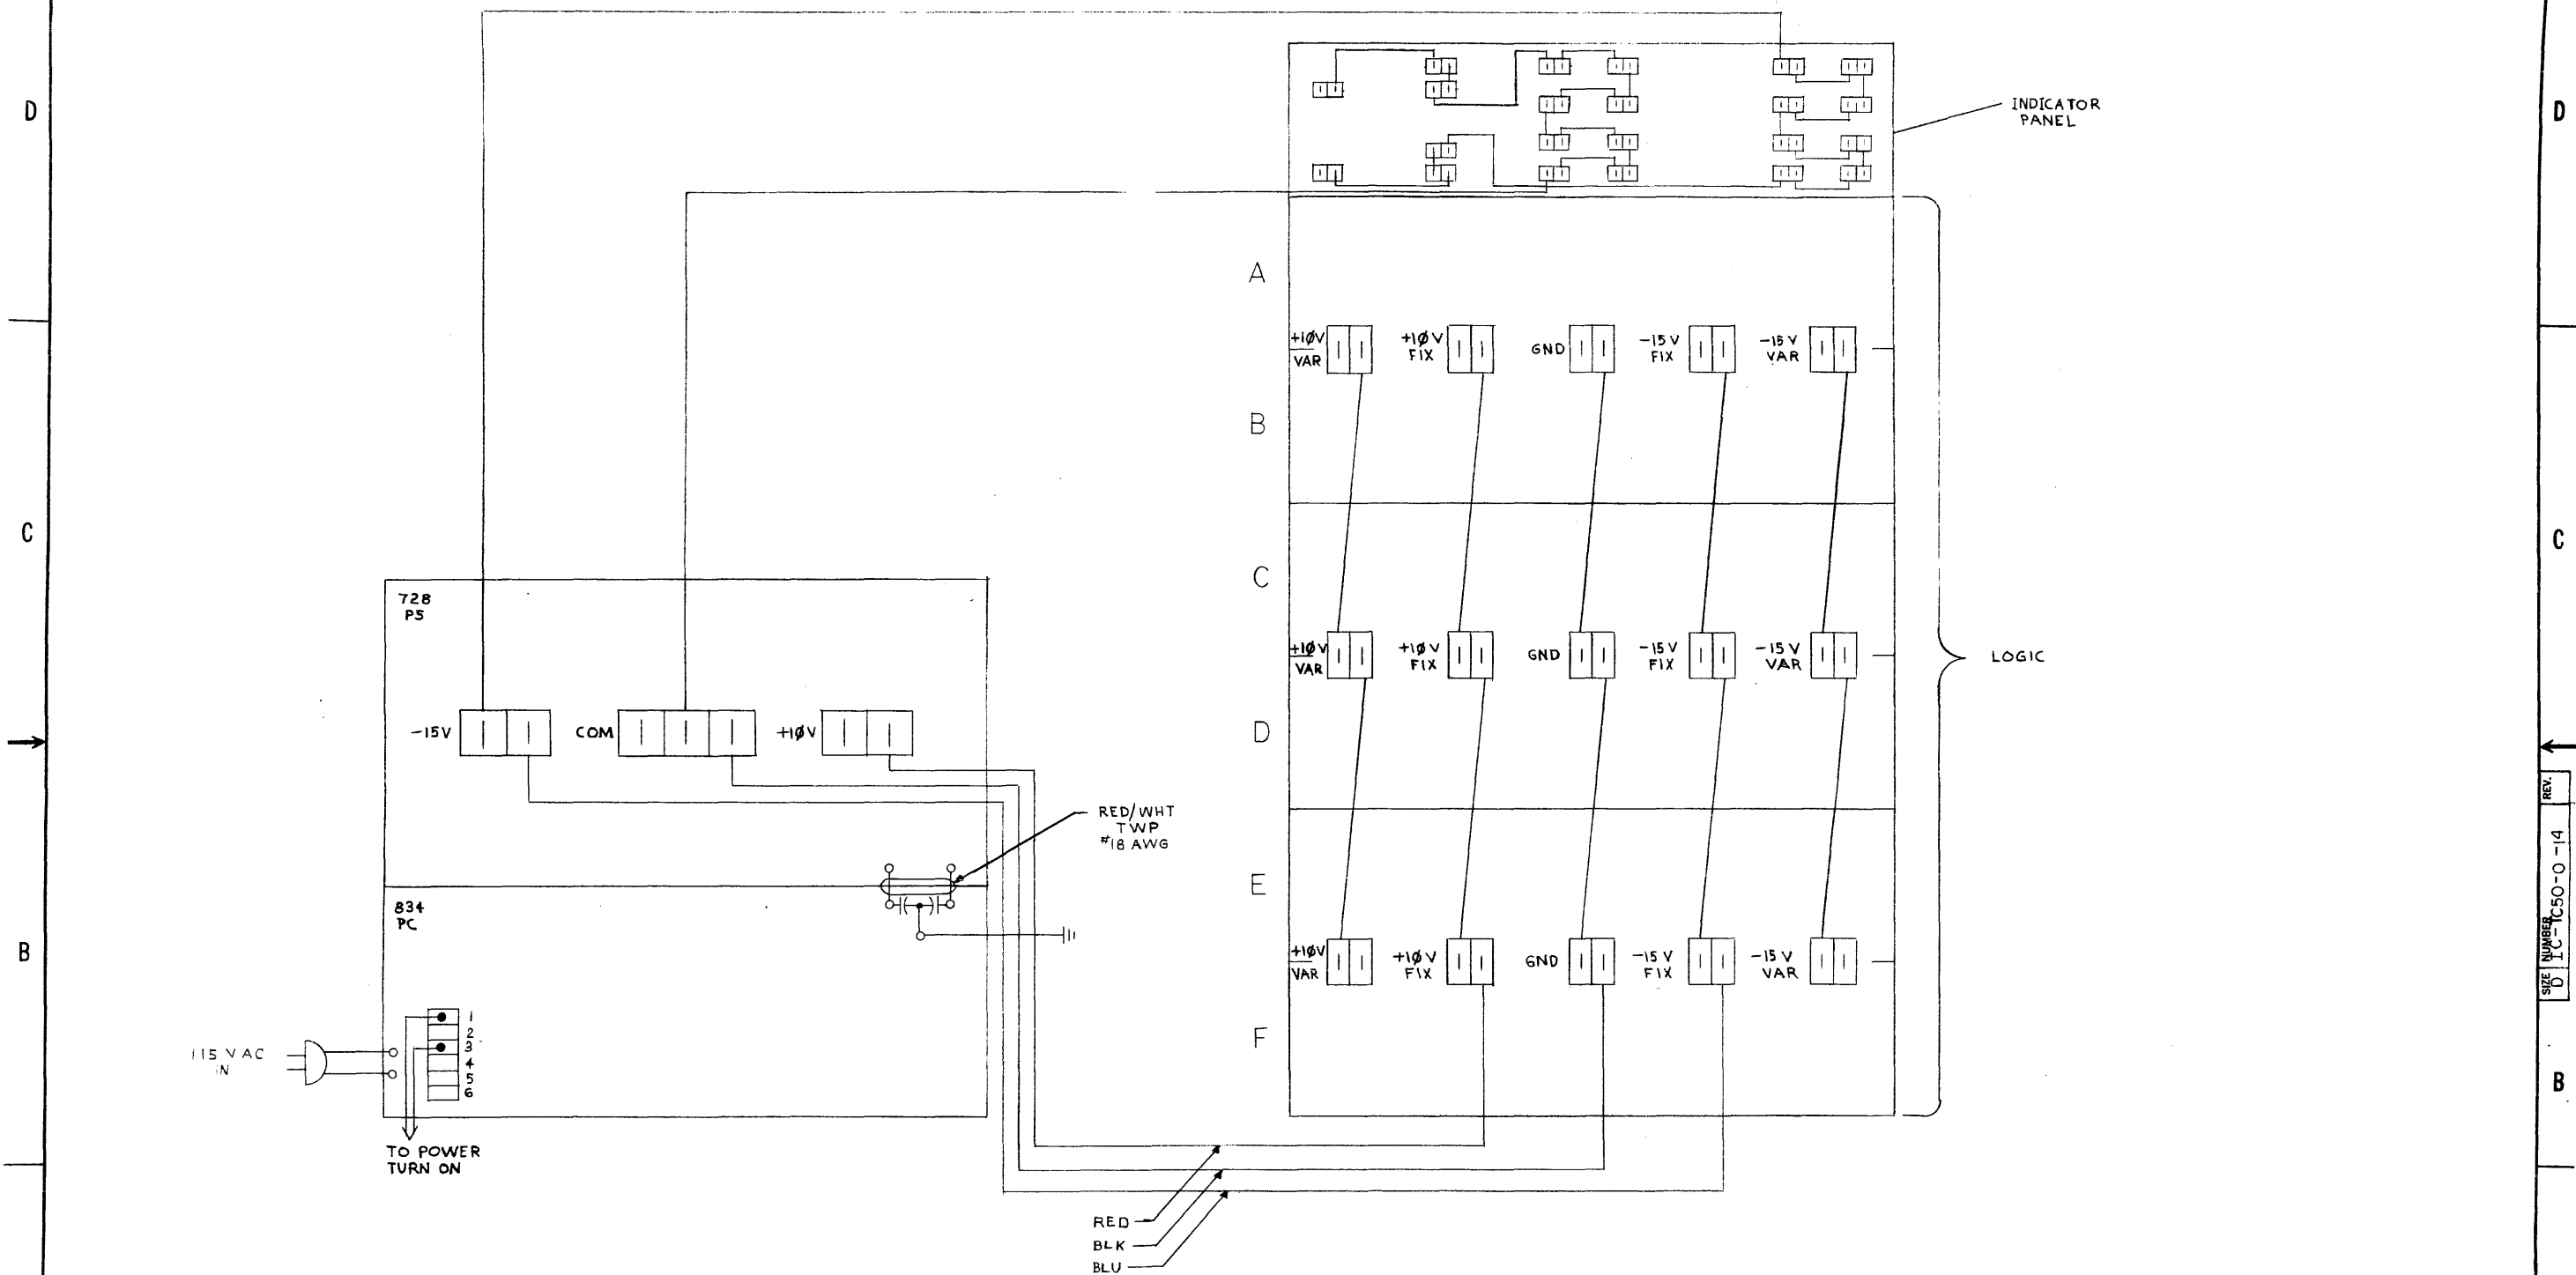 D
D
INDICATOR
PANEL
A
+1ØV
VAR
+1ØV
FIX
GND
-15V
FIX
-15V
VAR
B
C
C
C
728
PS
+1ØV
VAR
+1ØV
FIX
GND
-15V
FIX
-15V
VAR
LOGIC
-15V
COM
+1ØV
D
RED/WHT
TWP
#18 AWG
REV.
SIZE
D
NUMBER
IC-TC50-0-14
E
834
PC
B
+1ØV
VAR
+1ØV
FIX
GND
-15V
FIX
-15V
VAR
1
2
3
4
5
6
F
115 VAC
IN
B
TO POWER
TURN ON
RED
BLK
BLU